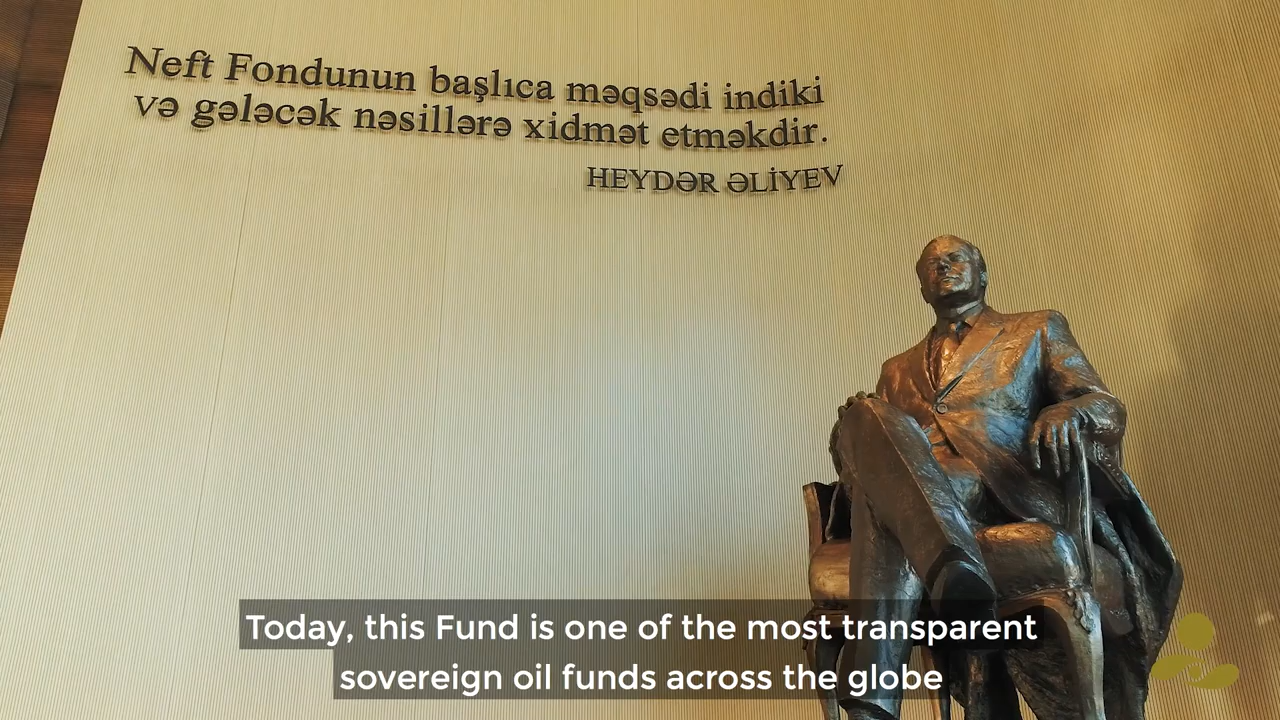 Neft Fondunun başlıca məqsədi indiki
və gələcək nəsillərə xidmət etməkdir.
HEYDƏR ƏLİYEV
Today, this Fund is one of the most transparent
sovereign oil funds across the globe